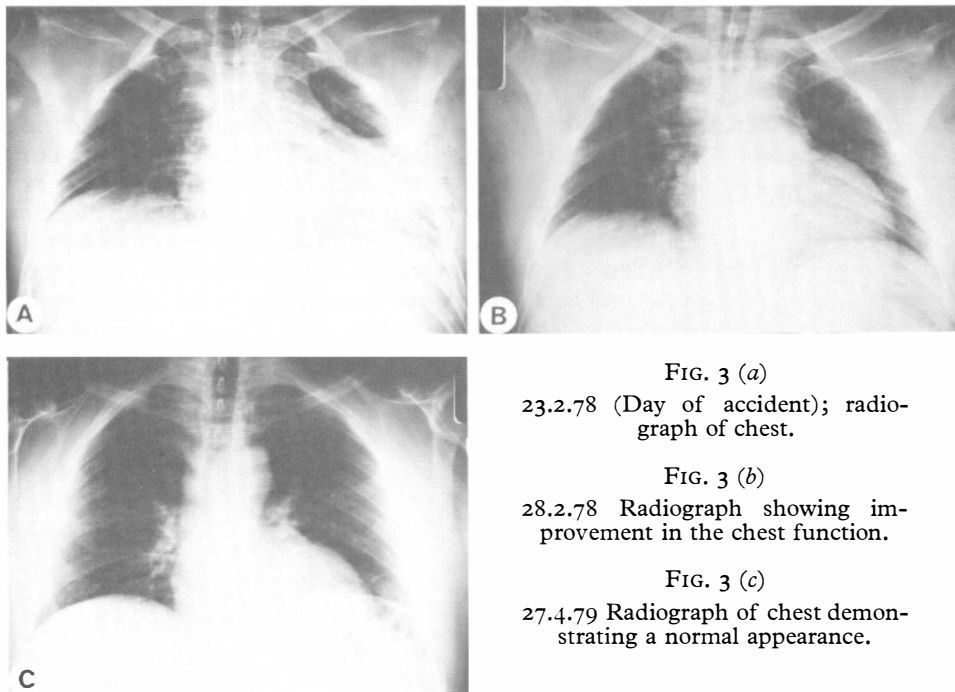 A
B
C
FIG. 3 (a)
23.2.78 (Day of accident); radio-
graph of chest.
FIG. 3 (b)
28.2.78 Radiograph showing im-
provement in the chest function.
FIG. 3 (c)
27.4.79 Radiograph of chest demon-
strating a normal appearance.